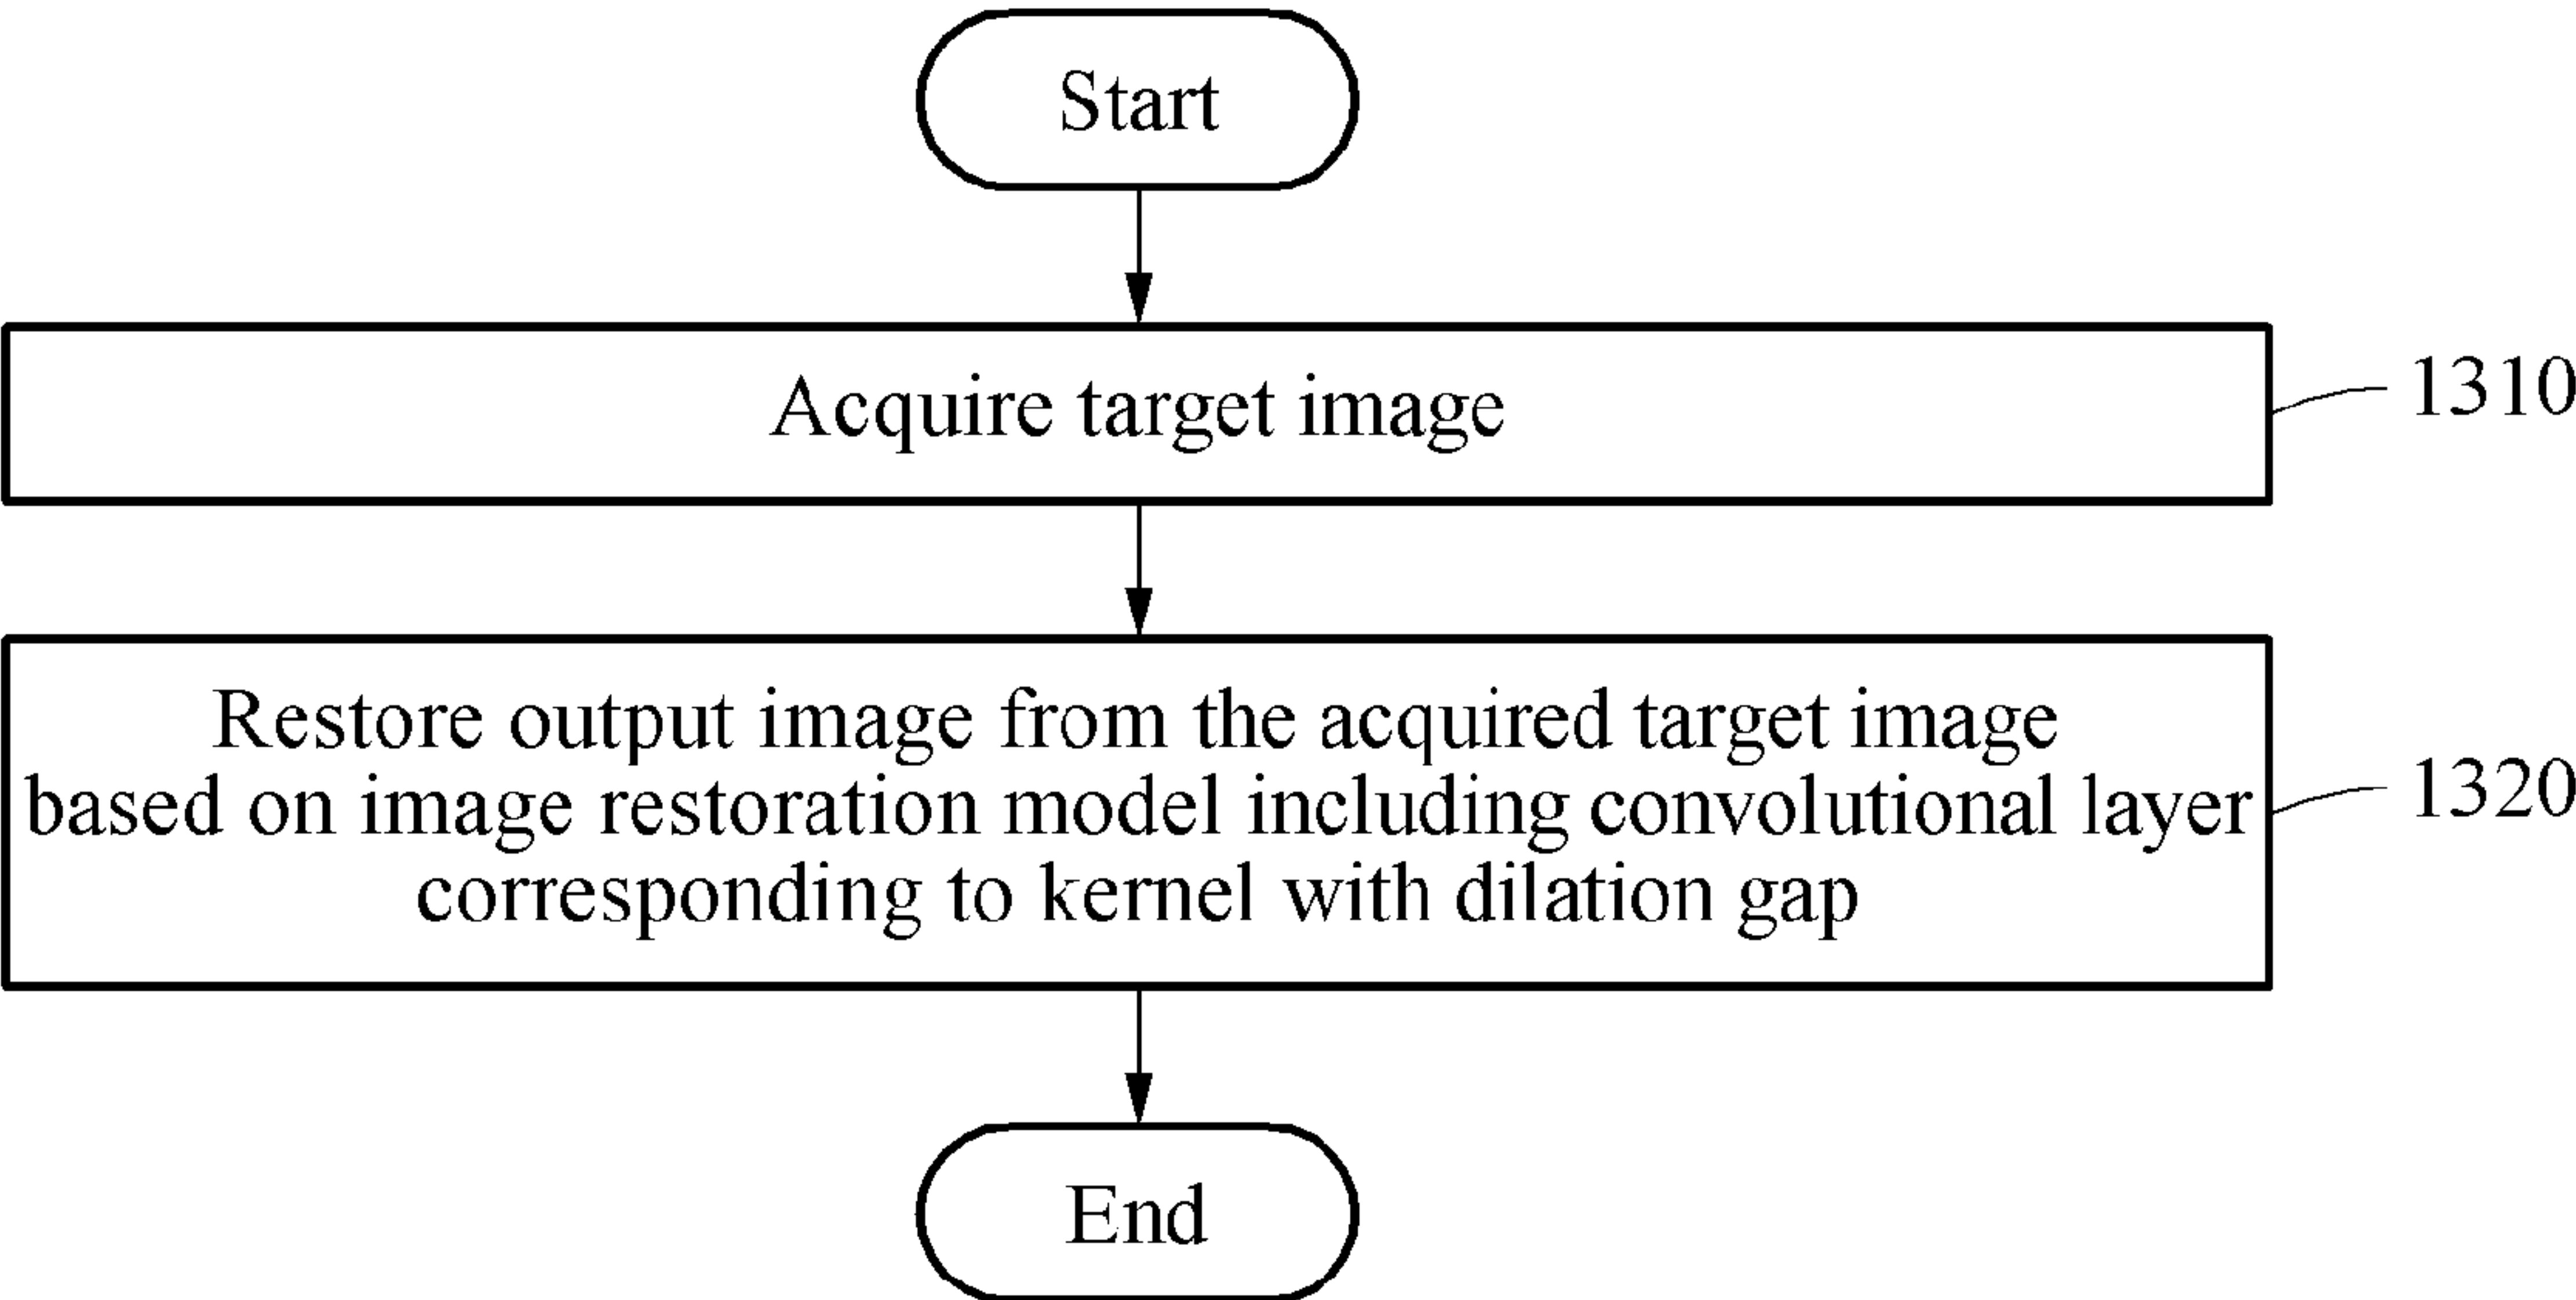 Start
Acquire target image
1310
Restore output image from the acquired target image
based on image restoration model including convolutional layer
1320
corresponding to kernel with dilation gap
End